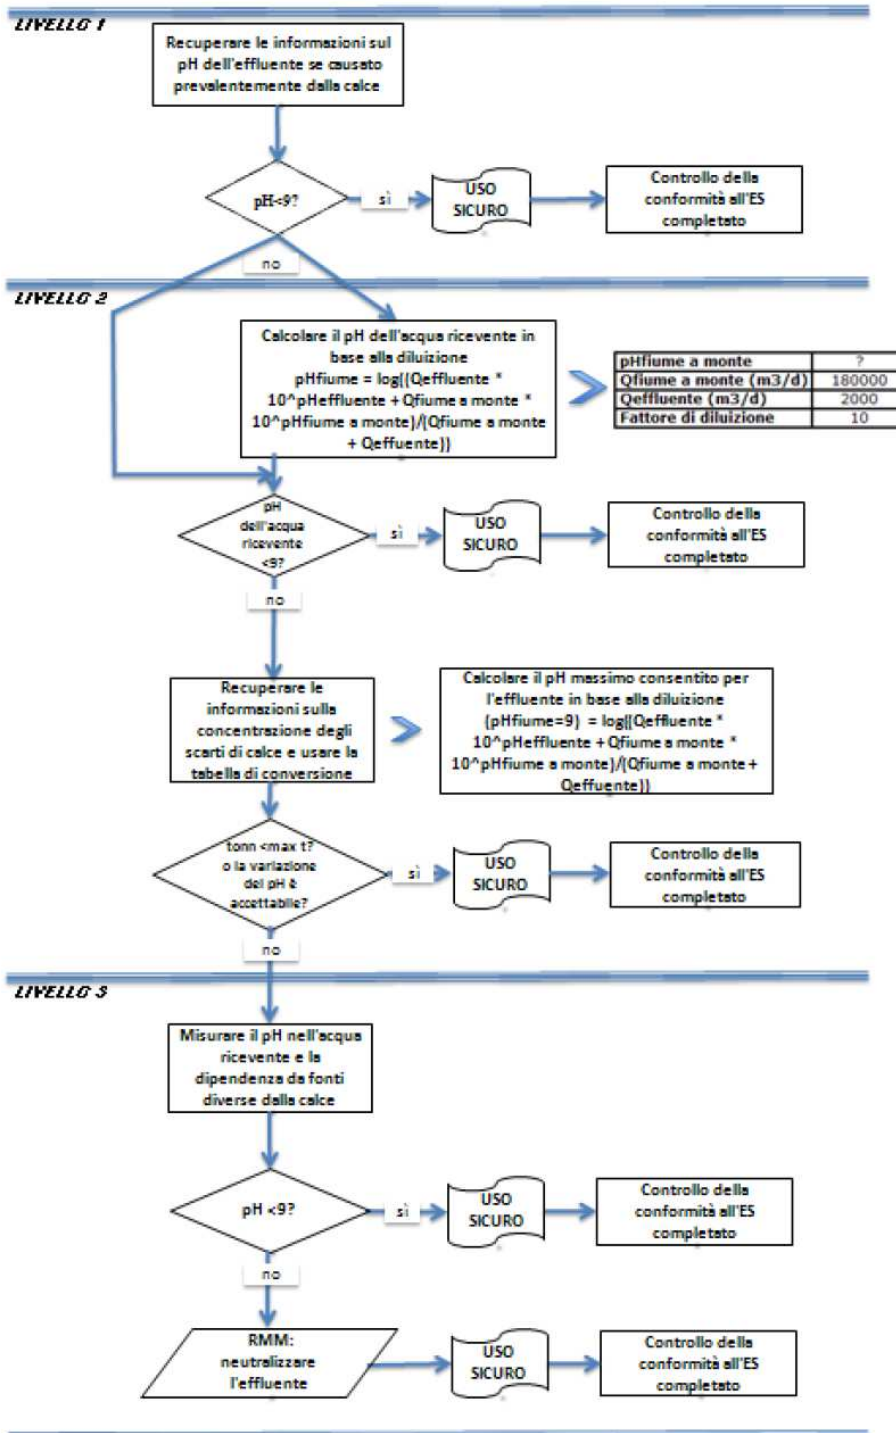 LIVELLO 1
Recuperare le informazioni sul
pH dell'effluente se causato
prevalentemente dalla calce
pH<9?
sì
USO
SICURO
Controllo della
conformità all'ES
completato
no
LIVELLO 2
Calcolare il pH dell'acqua ricevente in
base alla diluizione
pHfiume = log((Qeffluente *
10^pHeffluente + Qfiume a monte *
10^pHfiume a monte)/(Qfiume a monte
+ Qeffuente))
pHfiume a monte ?
Qfiume a monte (m3/d) 180000
Qeffluente (m3/d) 2000
Fattore di diluizione 10
pH
dell'acqua
ricevente
<9?
sì
USO
SICURO
Controllo della
conformità all'ES
completato
no
Recuperare le
informazioni sulla
concentrazione degli
scarti di calce e usare la
tabella di conversione
Calcolare il pH massimo consentito per
l'effluente in base alla diluizione
(pHfiume=9) = log((Qeffluente *
10^pHeffluente + Qfiume a monte *
10^pHfiume a monte)/(Qfiume a monte +
Qeffuente))
tonn <max t?
o la variazione
del pH è
accettabile?
sì
USO
SICURO
Controllo della
conformità all'ES
completato
no
LIVELLO 3
Misurare il pH nell'acqua
ricevente e la
dipendenza da fonti
diverse dalla calce
pH <9?
sì
USO
SICURO
Controllo della
conformità all'ES
completato
no
RMM:
neutralizzare
l'effluente
USO
SICURO
Controllo della
conformità all'ES
completato